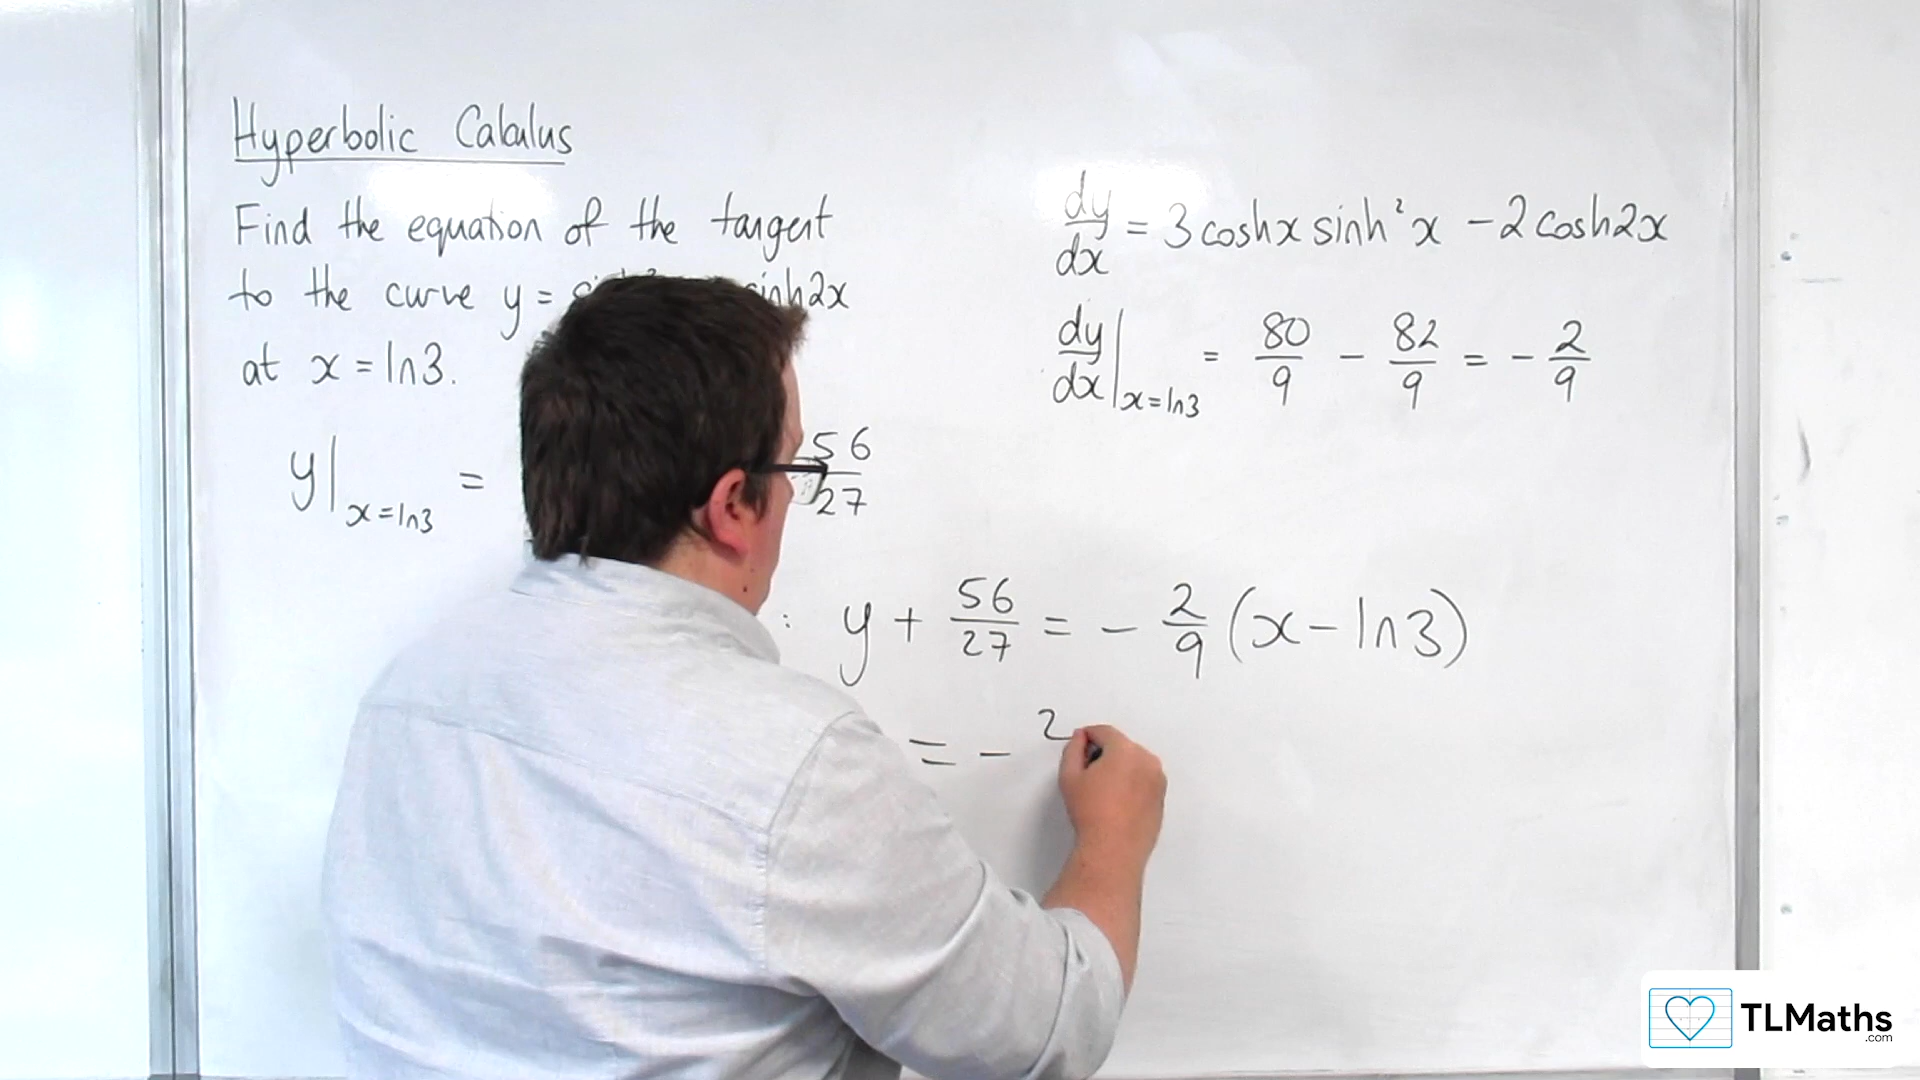 Hyperbolic Calculus
Find the equation of the tangent
to the curve y = sinh2x
at x = ln3.
y|x=ln3 = 56/27
: y + 56/27 = - 2/9 (x - ln3)
= - 2
dy/dx = 3 cosh x sinh²x - 2 cosh2x
dy/dx|x=ln3 = 80/9 - 82/9 = - 2/9
TLMaths
.com